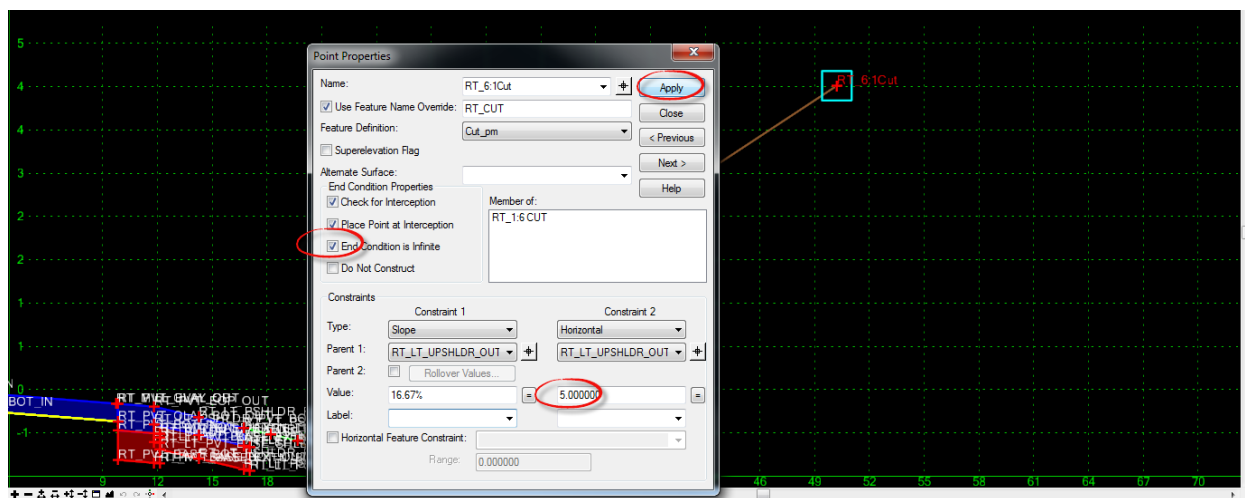 5
4
4
3
2
2
1
1
0
-1
9
12
15
18
46
49
52
55
58
61
64
67
70
BOT_IN
RT_6:1Cut
Point Properties
Name:
RT_6:1Cut
Apply
Use Feature Name Override:
RT_CUT
Close
Feature Definition:
Cut_pm
< Previous
Superelevation Flag
Next >
Alternate Surface:
Help
End Condition Properties
Member of:
Check for Interception
RT_1:6 CUT
Place Point at Interception
End Condition is Infinite
Do Not Construct
Constraints
Constraint 1
Constraint 2
Type:
Slope
Horizontal
Parent 1:
RT_LT_UPSHLDR_OUT
RT_LT_UPSHLDR_OUT
Parent 2:
Rollover Values...
Value:
16.67%
=
5.000000
=
Label:
Horizontal Feature Constraint:
Range:
0.000000